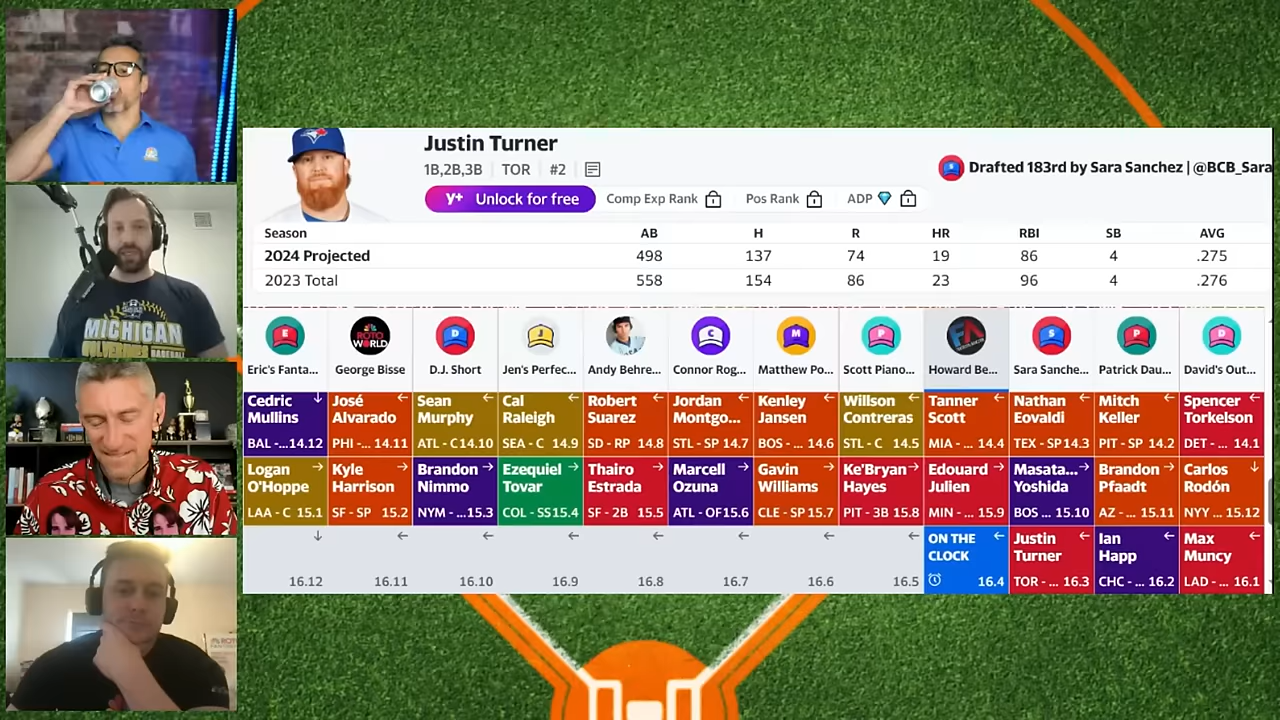 Justin Turner
1B,2B,3B TOR #2
Drafted 183rd by Sara Sanchez | @BCB_Sara
y+ Unlock for free Comp Exp Rank Pos Rank ADP
Season AB H R HR RBI SB AVG
2024 Projected 498 137 74 19 86 4 .275
2023 Total 558 154 86 23 96 4 .276
E ROTO WORLD D J C M P FA S P D
Eric's Fanta... George Bisse D.J. Short Jen's Perfec... Andy Behre... Connor Rog... Matthew Po... Scott Piano... Howard Be... Sara Sanche... Patrick Dau... David's Out...
Cedric José Sean Cal Robert Jordan Kenley Willson Tanner Nathan Mitch Spencer
Mullins Alvarado Murphy Raleigh Suarez Montgo... Jansen Contreras Scott Eovaldi Keller Torkelson
BAL -...14.12 PHI -... 14.11 ATL - C14.10 SEA - C 14.9 SD - RP 14.8 STL - SP 14.7 BOS -... 14.6 STL - C 14.5 MIA - ... 14.4 TEX - SP14.3 PIT - SP 14.2 DET - ... 14.1
Logan Kyle Brandon Ezequiel Thairo Marcell Gavin Ke'Bryan Edouard Masata... Brandon Carlos
O'Hoppe Harrison Nimmo Tovar Estrada Ozuna Williams Hayes Julien Yoshida Pfaadt Rodón
LAA - C 15.1 SF - SP 15.2 NYM - ...15.3 COL - SS15.4 SF - 2B 15.5 ATL - OF15.6 CLE - SP15.7 PIT - 3B 15.8 MIN - ... 15.9 BOS ... 15.10 AZ - ... 15.11 NYY ... 15.12
ON THE Justin Ian Max
CLOCK Turner Happ Muncy
16.12 16.11 16.10 16.9 16.8 16.7 16.6 16.5 16.4 TOR - ... 16.3 CHC - ... 16.2 LAD - ... 16.1
MICHIGAN
WOLVERINES
BASEBALL